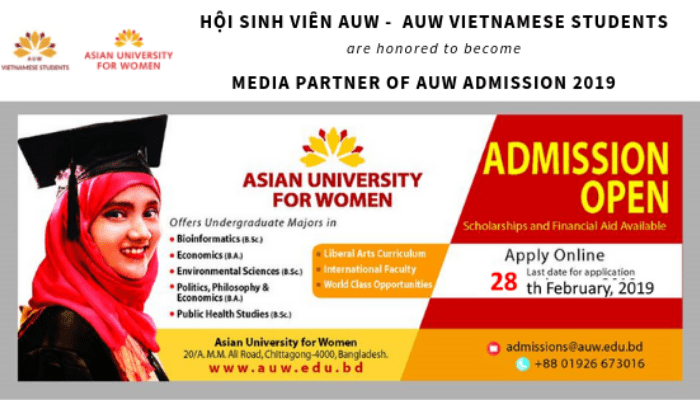 HỘI SINH VIÊN AUW - AUW VIETNAMESE STUDENTS
are honored to become
MEDIA PARTNER OF AUW ADMISSION 2019
AUW
VIETNAMESE STUDENTS
ASIAN UNIVERSITY
FOR WOMEN
ASIAN UNIVERSITY
FOR WOMEN
Offers Undergraduate Majors in
• Bioinformatics (B.Sc.)
• Economics (B.A.)
• Environmental Sciences (B.Sc.)
• Politics, Philosophy &
Economics (B.A.)
• Public Health Studies (B.Sc.)
• Liberal Arts Curriculum
• International Faculty
• World Class Opportunities
Asian University for Women
20/A. M.M. Ali Road, Chittagong-4000, Bangladesh.
www.auw.edu.bd
ADMISSION
OPEN
Scholarships and Financial Aid Available
Apply Online
Last date for application
28 th February, 2019
admissions@auw.edu.bd
+88 01926 673016